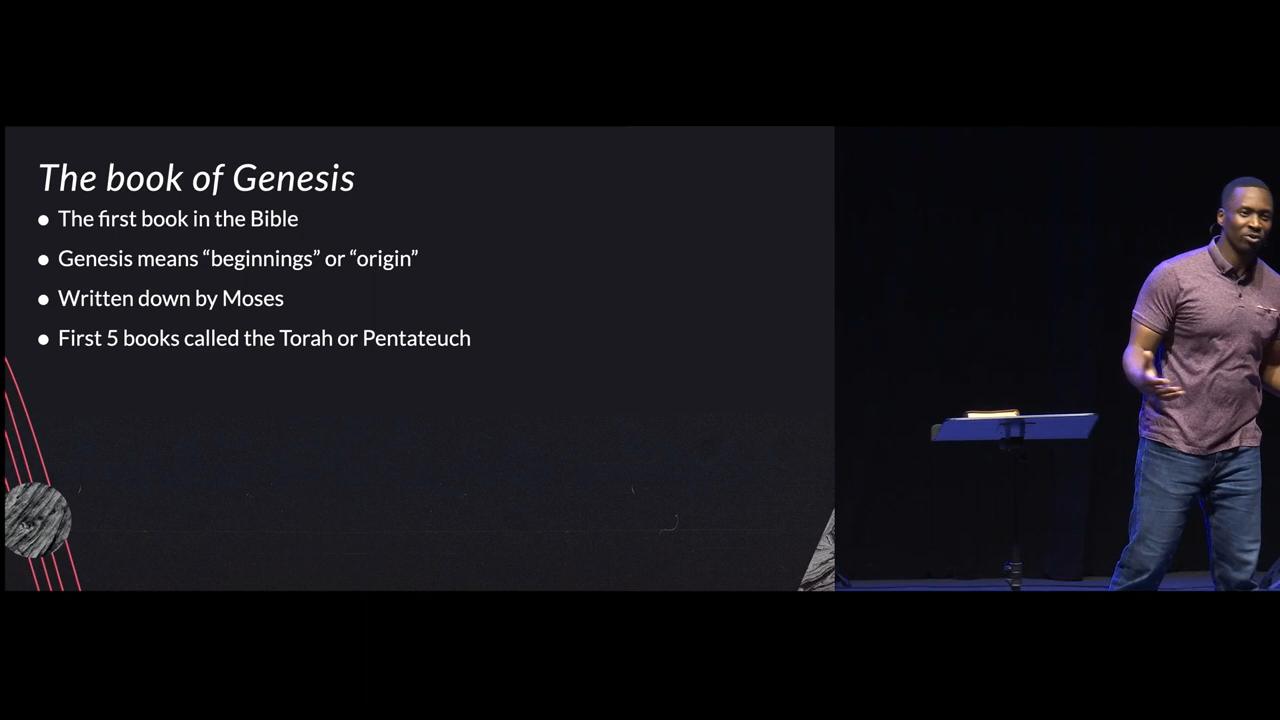 The book of Genesis
● The first book in the Bible
● Genesis means “beginnings” or “origin”
● Written down by Moses
● First 5 books called the Torah or Pentateuch